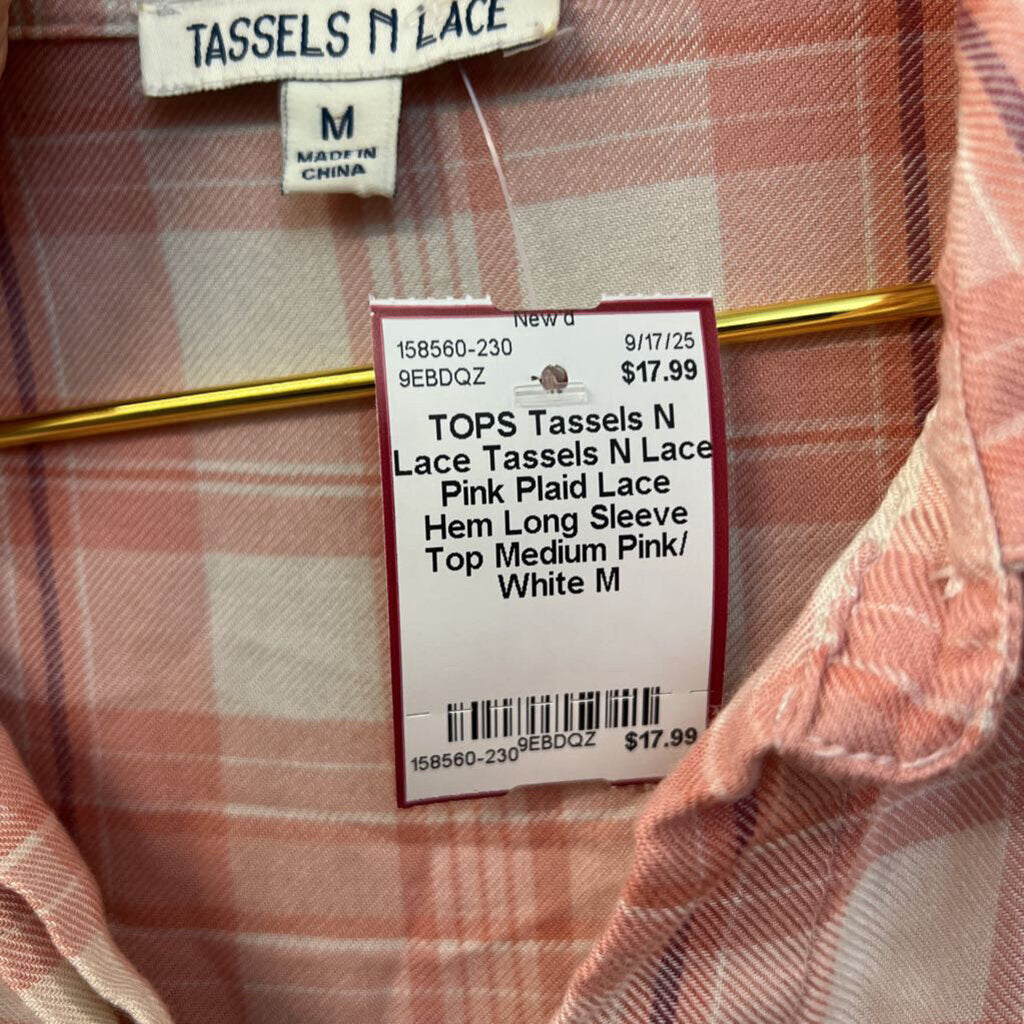 TASSELS N LACE
M
MADE IN
CHINA
New d
158560-230 9/17/25
9EBDQZ $17.99
TOPS Tassels N
Lace Tassels N Lace
Pink Plaid Lace
Hem Long Sleeve
Top Medium Pink/
White M
158560-230 9EBDQZ $17.99